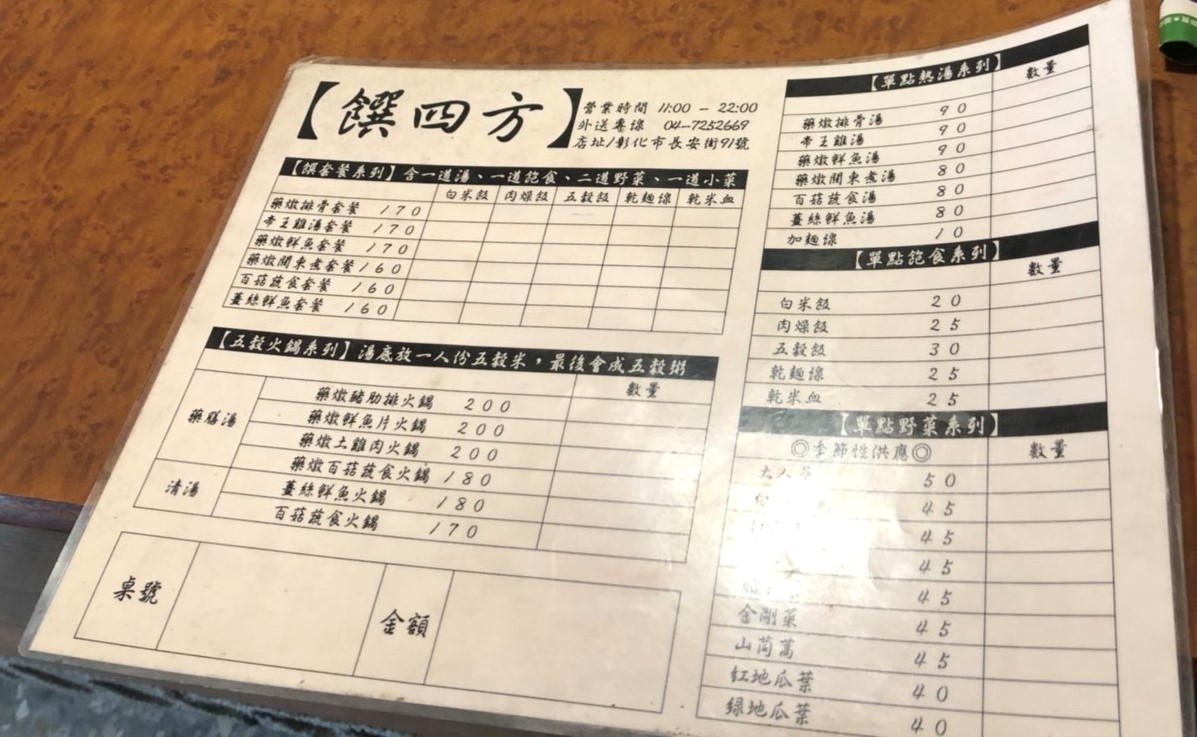 【饌四方】
營業時間 11:00 - 22:00
外送專線 04-7252669
店址/彰化市長安街91號
【饌套餐系列】含一道湯、一道飽食、二道野菜、一道小菜
白米飯 肉燥飯 五穀飯 乾麵線 乾米血
藥燉排骨套餐 170
帝王雞湯套餐 170
藥燉鮮魚套餐 170
藥燉關東煮套餐 160
百菇蔬食套餐 160
薑絲鮮魚套餐 160
【五穀火鍋系列】湯底放一人份五穀米，最後會成五穀粥
數量
藥膳湯
藥燉豬肋排火鍋 200
藥燉鮮魚片火鍋 200
藥燉土雞肉火鍋 200
藥燉百菇蔬食火鍋 180
清湯
薑絲鮮魚火鍋 180
百菇蔬食火鍋 170
桌號
金額
【單點熱湯系列】
數量
藥燉排骨湯 90
帝王雞湯 90
藥燉鮮魚湯 90
藥燉關東煮湯 80
百菇蔬食湯 80
薑絲鮮魚湯 80
加麵線 10
【單點飽食系列】
數量
白米飯 20
肉燥飯 25
五穀飯 30
乾麵線 25
乾米血 25
【單點野菜系列】
◎季節性供應◎ 數量
50
45
45
45
45
金剛菜 45
山茼萵 45
紅地瓜葉 40
綠地瓜葉 40